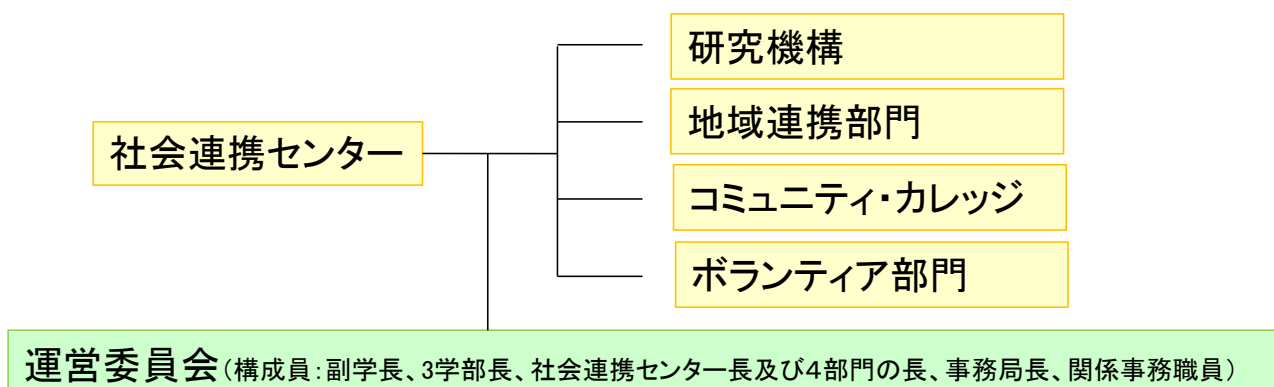 研究機構
地域連携部門
社会連携センター
コミュニティ・カレッジ
ボランティア部門
運営委員会(構成員:副学長、3学部長、社会連携センター長及び4部門の長、事務局長、関係事務職員)